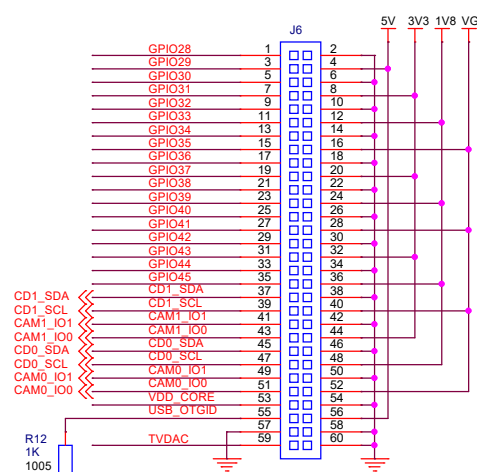 J6
5V 3V3 1V8 VG
GPIO28 1 2
GPIO29 3 4
GPIO30 5 6
GPIO31 7 8
GPIO32 9 10
GPIO33 11 12
GPIO34 13 14
GPIO35 15 16
GPIO36 17 18
GPIO37 19 20
GPIO38 21 22
GPIO39 23 24
GPIO40 25 26
GPIO41 27 28
GPIO42 29 30
GPIO43 31 32
GPIO44 33 34
GPIO45 35 36
CD1_SDA CD1_SDA 37 38
CD1_SCL CD1_SCL 39 40
CAM1_IO1 CAM1_IO1 41 42
CAM1_IO0 CAM1_IO0 43 44
CD0_SDA CD0_SDA 45 46
CD0_SCL CD0_SCL 47 48
CAM0_IO1 CAM0_IO1 49 50
CAM0_IO0 CAM0_IO0 51 52
VDD_CORE 53 54
USB_OTGID 55 56
57 58
TVDAC 59 60
R12
1K
1005